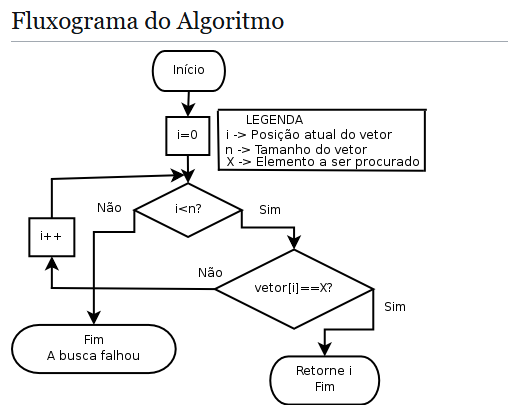 Fluxograma do Algoritmo
Início
i=0
LEGENDA
i -> Posição atual do vetor
n -> Tamanho do vetor
X -> Elemento a ser procurado
Não
i<n?
Sim
i++
Não
vetor[i]==X?
Sim
Fim
A busca falhou
Retorne i
Fim